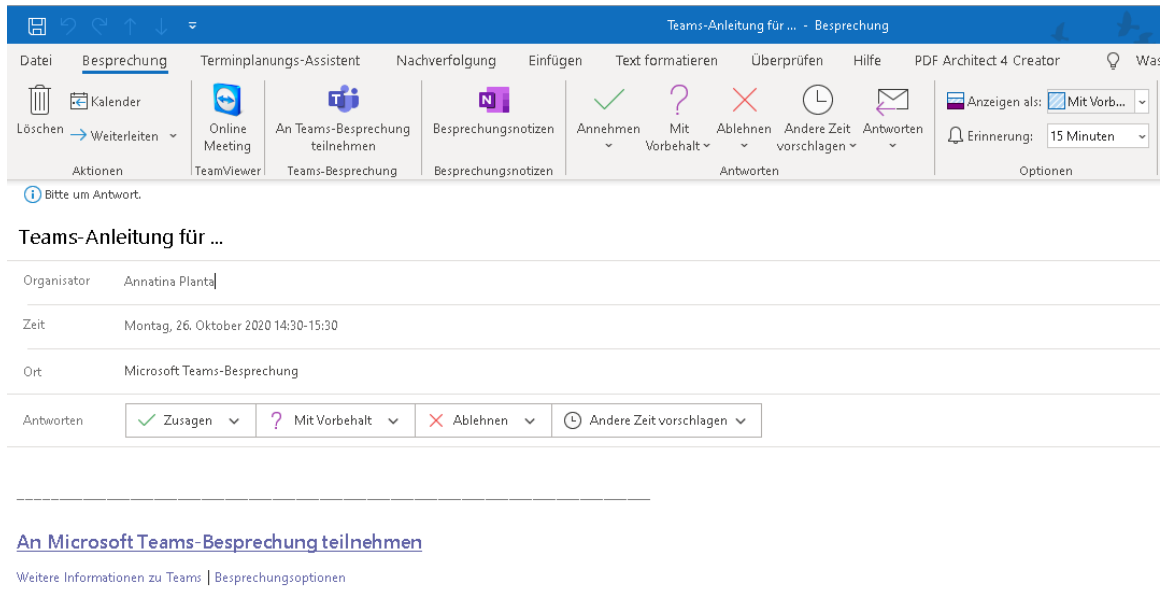 Teams-Anleitung für ... - Besprechung
Datei Besprechung Terminplanungs-Assistent Nachverfolgung Einfügen Text formatieren Überprüfen Hilfe PDF Architect 4 Creator Was
Löschen Kalender Weiterleiten Online Meeting An Teams-Besprechung teilnehmen Besprechungsnotizen Annehmen Mit Vorbehalt Ablehnen Andere Zeit vorschlagen Antworten Anzeigen als: Mit Vorb... Erinnerung: 15 Minuten
Aktionen TeamViewer Teams-Besprechung Besprechungsnotizen Antworten Optionen
Bitte um Antwort.
Teams-Anleitung für ...
Organisator Annatina Planta
Zeit Montag, 26. Oktober 2020 14:30-15:30
Ort Microsoft Teams-Besprechung
Antworten Zusagen Mit Vorbehalt Ablehnen Andere Zeit vorschlagen
An Microsoft Teams-Besprechung teilnehmen
Weitere Informationen zu Teams | Besprechungsoptionen